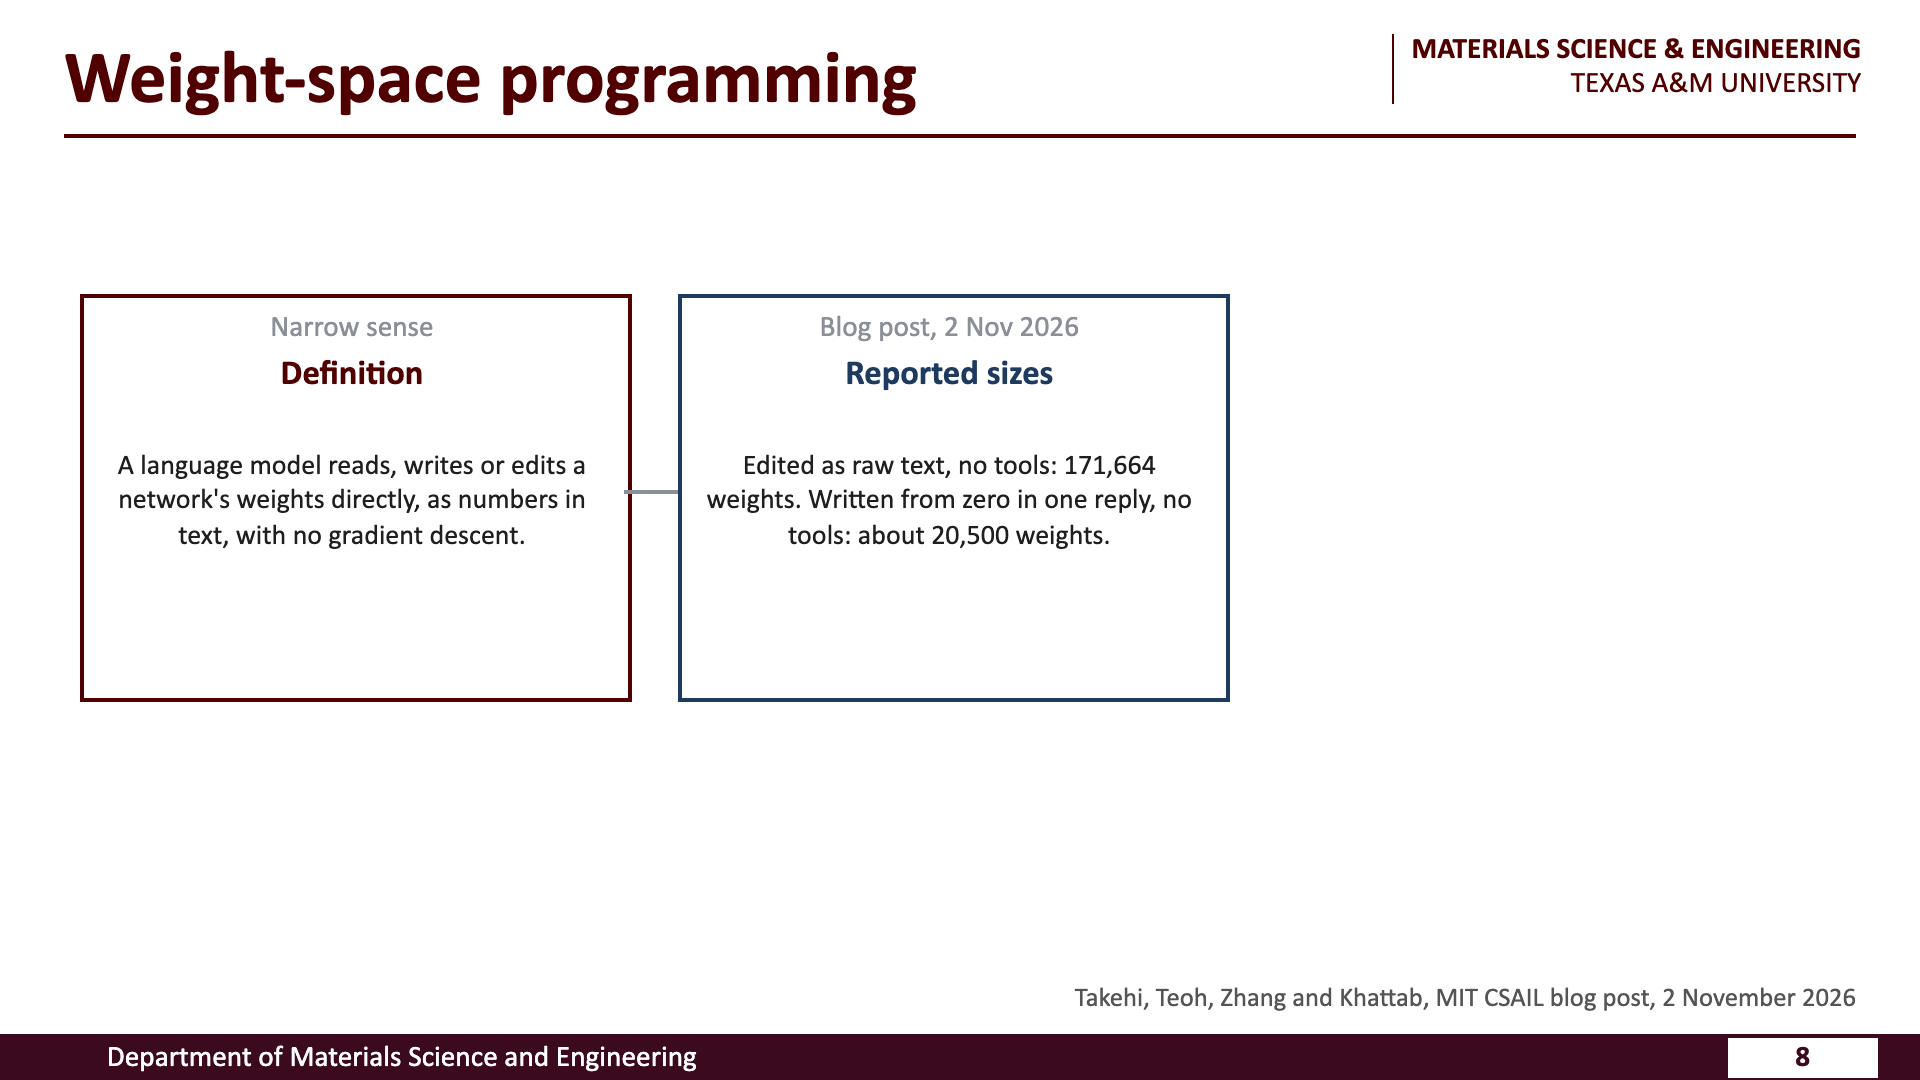 Weight-space programming
MATERIALS SCIENCE & ENGINEERING
TEXAS A&M UNIVERSITY
Narrow sense
Definition
A language model reads, writes or edits a
network's weights directly, as numbers in
text, with no gradient descent.
Blog post, 2 Nov 2026
Reported sizes
Edited as raw text, no tools: 171,664
weights. Written from zero in one reply, no
tools: about 20,500 weights.
Takehi, Teoh, Zhang and Khattab, MIT CSAIL blog post, 2 November 2026
Department of Materials Science and Engineering
8